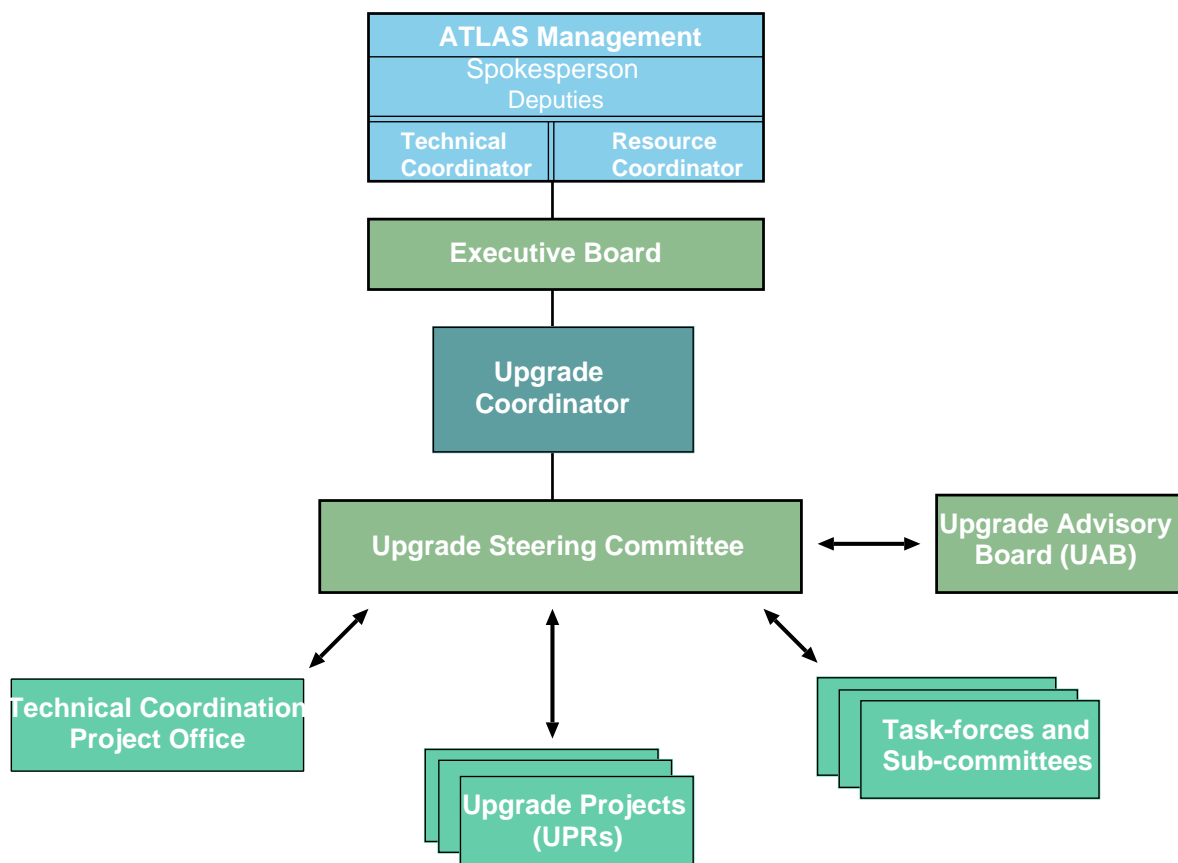 ATLAS Management
Spokesperson
Deputies
Technical
Coordinator
Resource
Coordinator
Executive Board
Upgrade
Coordinator
Upgrade Steering Committee
Upgrade Advisory
Board (UAB)
Technical Coordination
Project Office
Task-forces and
Sub-committees
Upgrade Projects
(UPRs)